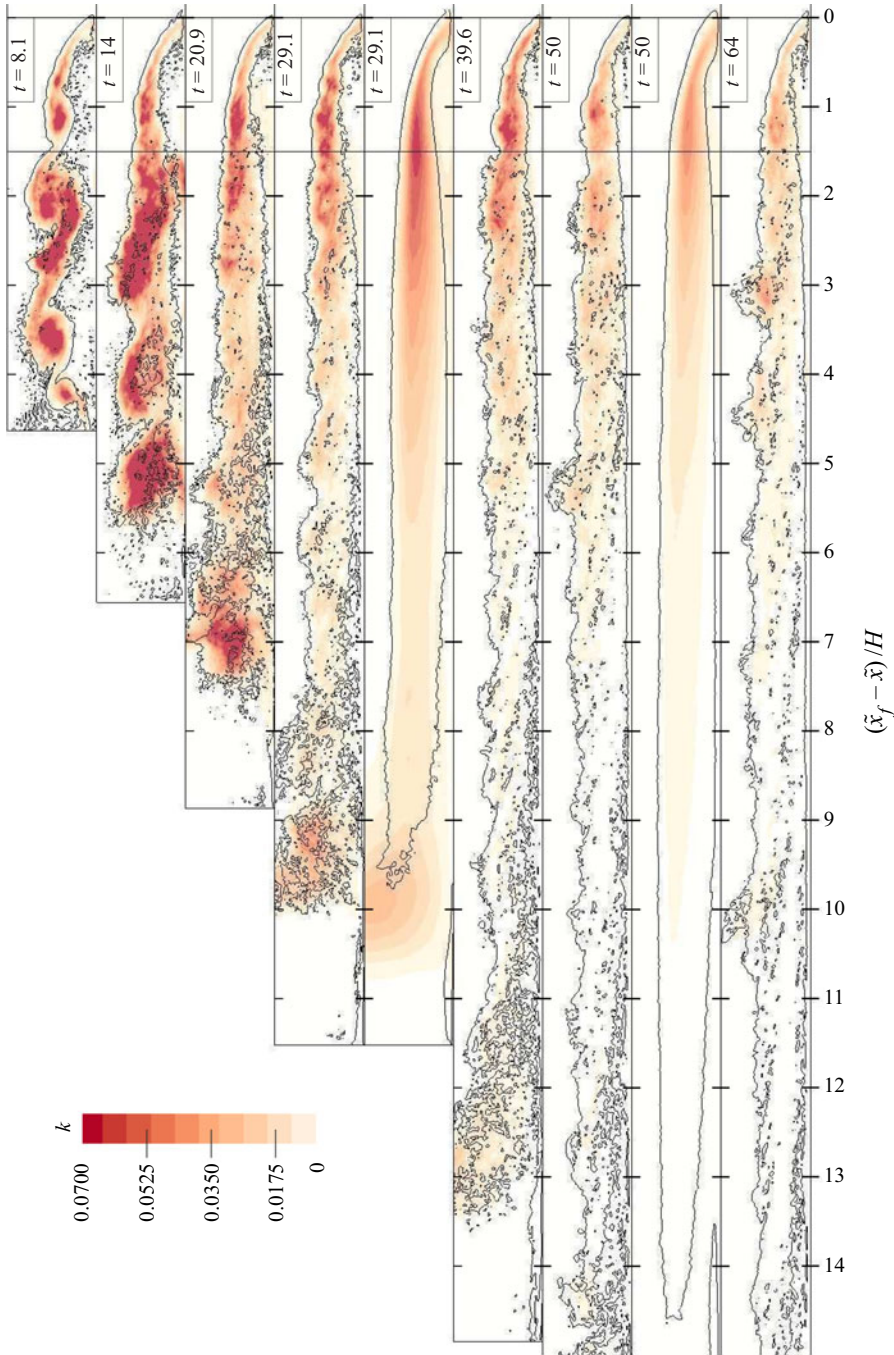 t = 8.1
t = 14
t = 20.9
t = 29.1
t = 29.1
t = 39.6
t = 50
t = 50
t = 64
0
1
2
3
4
5
6
7
8
9
10
11
12
13
14
(x̃f – x̃)/H
k
0.0700
0.0525
0.0350
0.0175
0